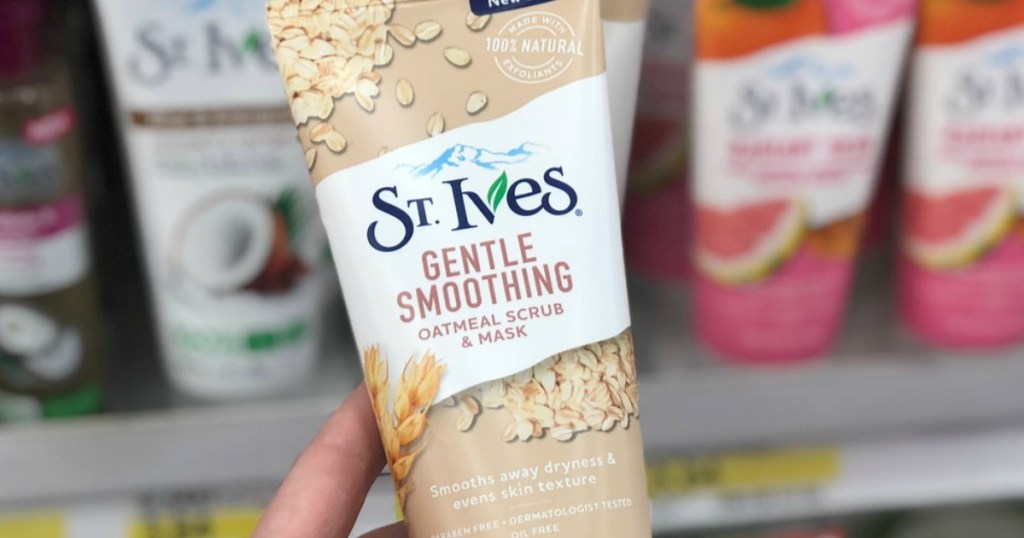 MADE WITH
100% NATURAL
EXFOLIANTS
ST. IVES®
GENTLE
SMOOTHING
OATMEAL SCRUB
& MASK
Smooths away dryness &
evens skin texture
PARABEN FREE • DERMATOLOGIST TESTED
OIL FREE
ST. IVES
ST IVES
ST IVES